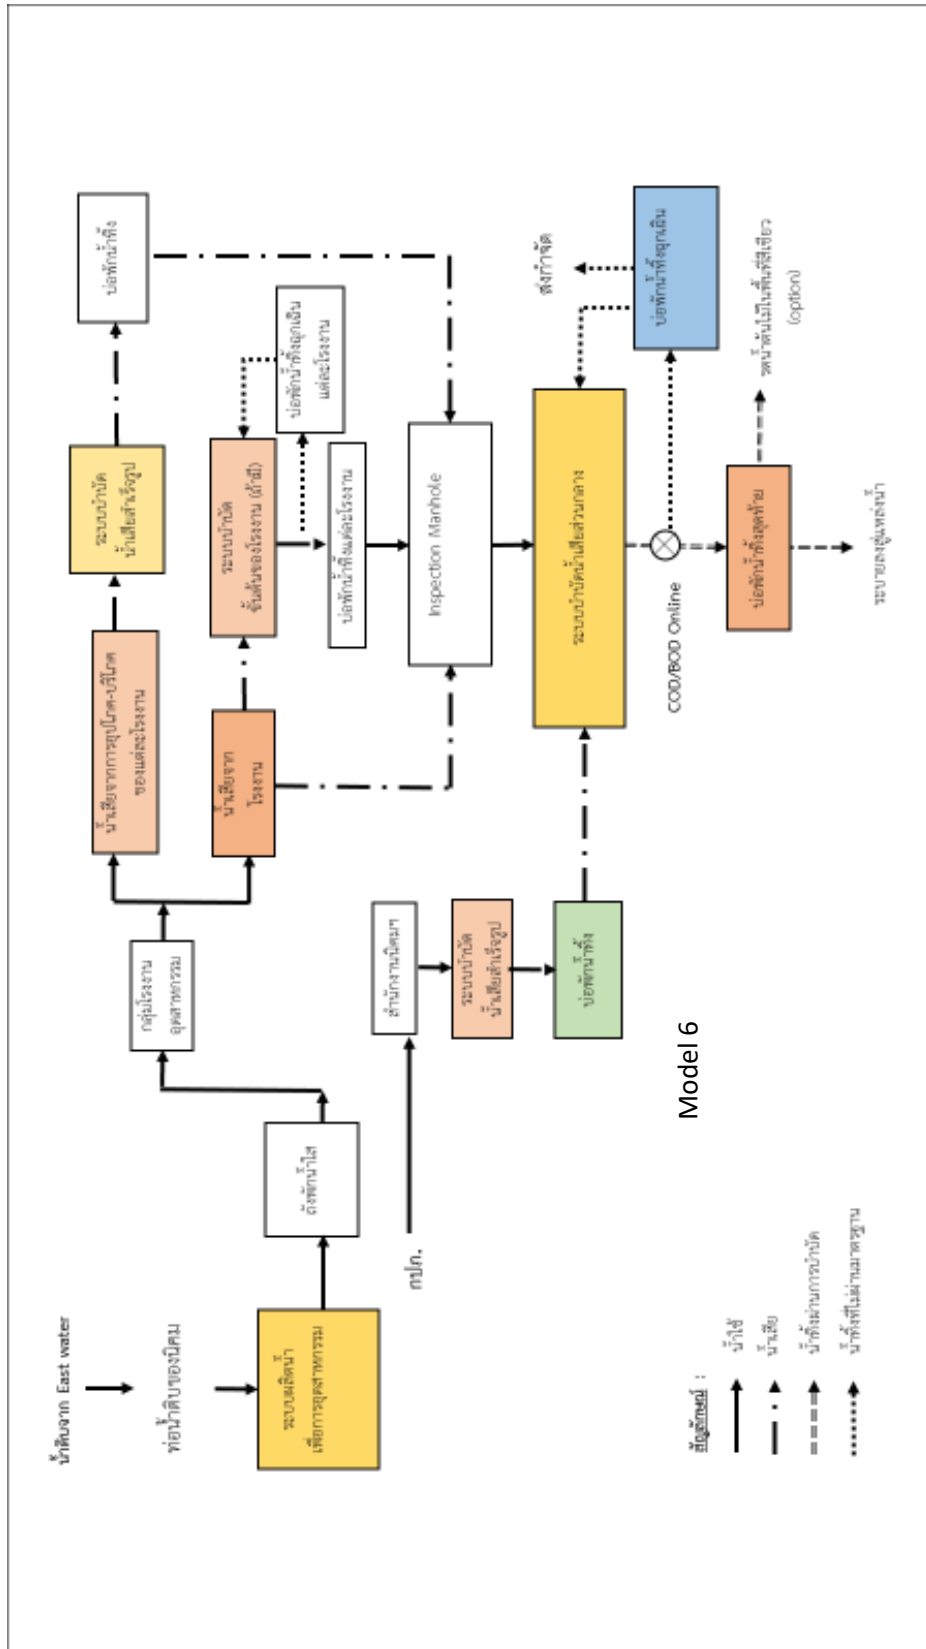 น้ำดิบจาก East water
ท่อน้ำดิบของนิคม
ระบบผลิตน้ำ
เพื่อการอุตสาหกรรม
ถังพักน้ำใส
กลุ่มโรงงาน
อุตสาหกรรม
น้ำเสียจากการอุปโภค-บริโภค
ของแต่ละโรงงาน
ระบบบำบัด
น้ำเสียสำเร็จรูป
บ่อพักน้ำทิ้ง
น้ำเสียจาก
โรงงาน
ระบบบำบัด
ขั้นต้นของโรงงาน (ถ้ามี)
บ่อพักน้ำทิ้งฉุกเฉิน
แต่ละโรงงาน
บ่อพักน้ำทิ้งแต่ละโรงงาน
Inspection Manhole
กปภ.
สำนักงานนิคมฯ
ระบบบำบัด
น้ำเสียสำเร็จรูป
บ่อพักน้ำทิ้ง
ระบบบำบัดน้ำเสียส่วนกลาง
ส่งกำจัด
บ่อพักน้ำทิ้งฉุกเฉิน
COD/BOD Online
บ่อพักน้ำทิ้งสุดท้าย
รดน้ำต้นไม้ในพื้นที่สีเขียว
(option)
ระบายลงสู่แหล่งน้ำ
Model 6
สัญลักษณ์ :
น้ำใช้
น้ำเสีย
น้ำทิ้งผ่านการบำบัด
น้ำทิ้งที่ไม่ผ่านมาตรฐาน